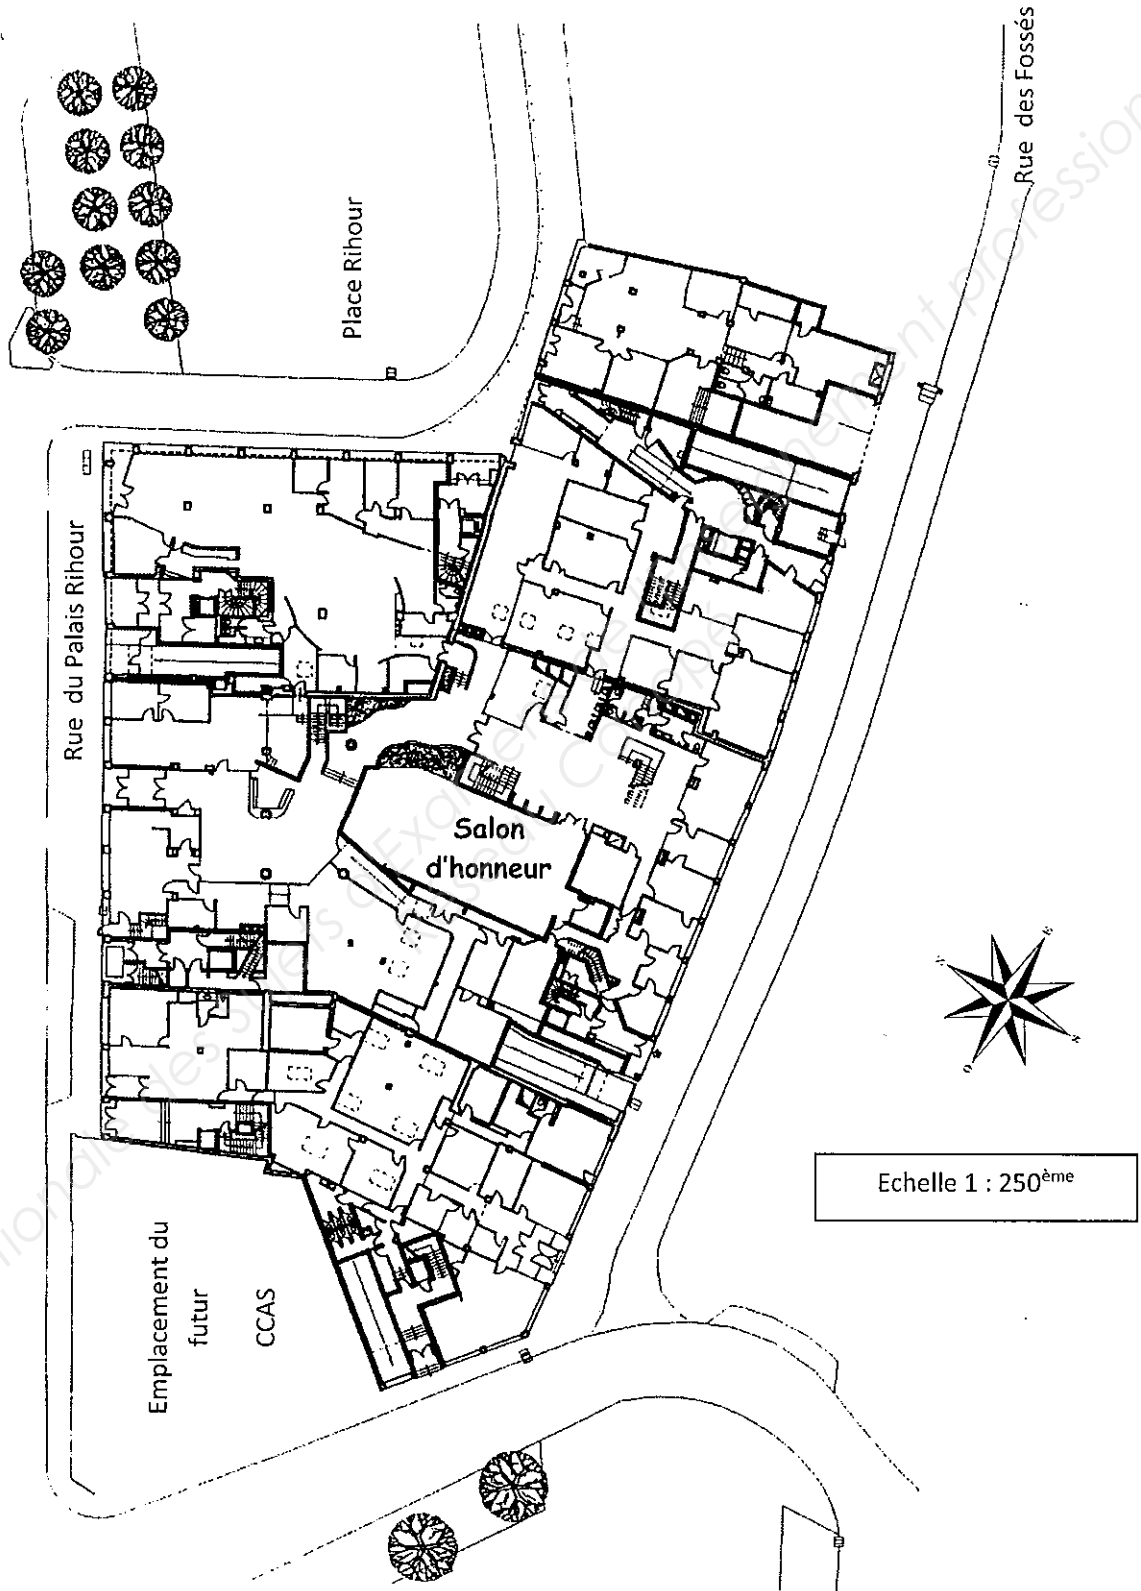 Rue des Fossés
Place Rihour
Rue du Palais Rihour
Salon
d'honneur
Echelle 1 : 250ème
Emplacement du
futur
CCAS